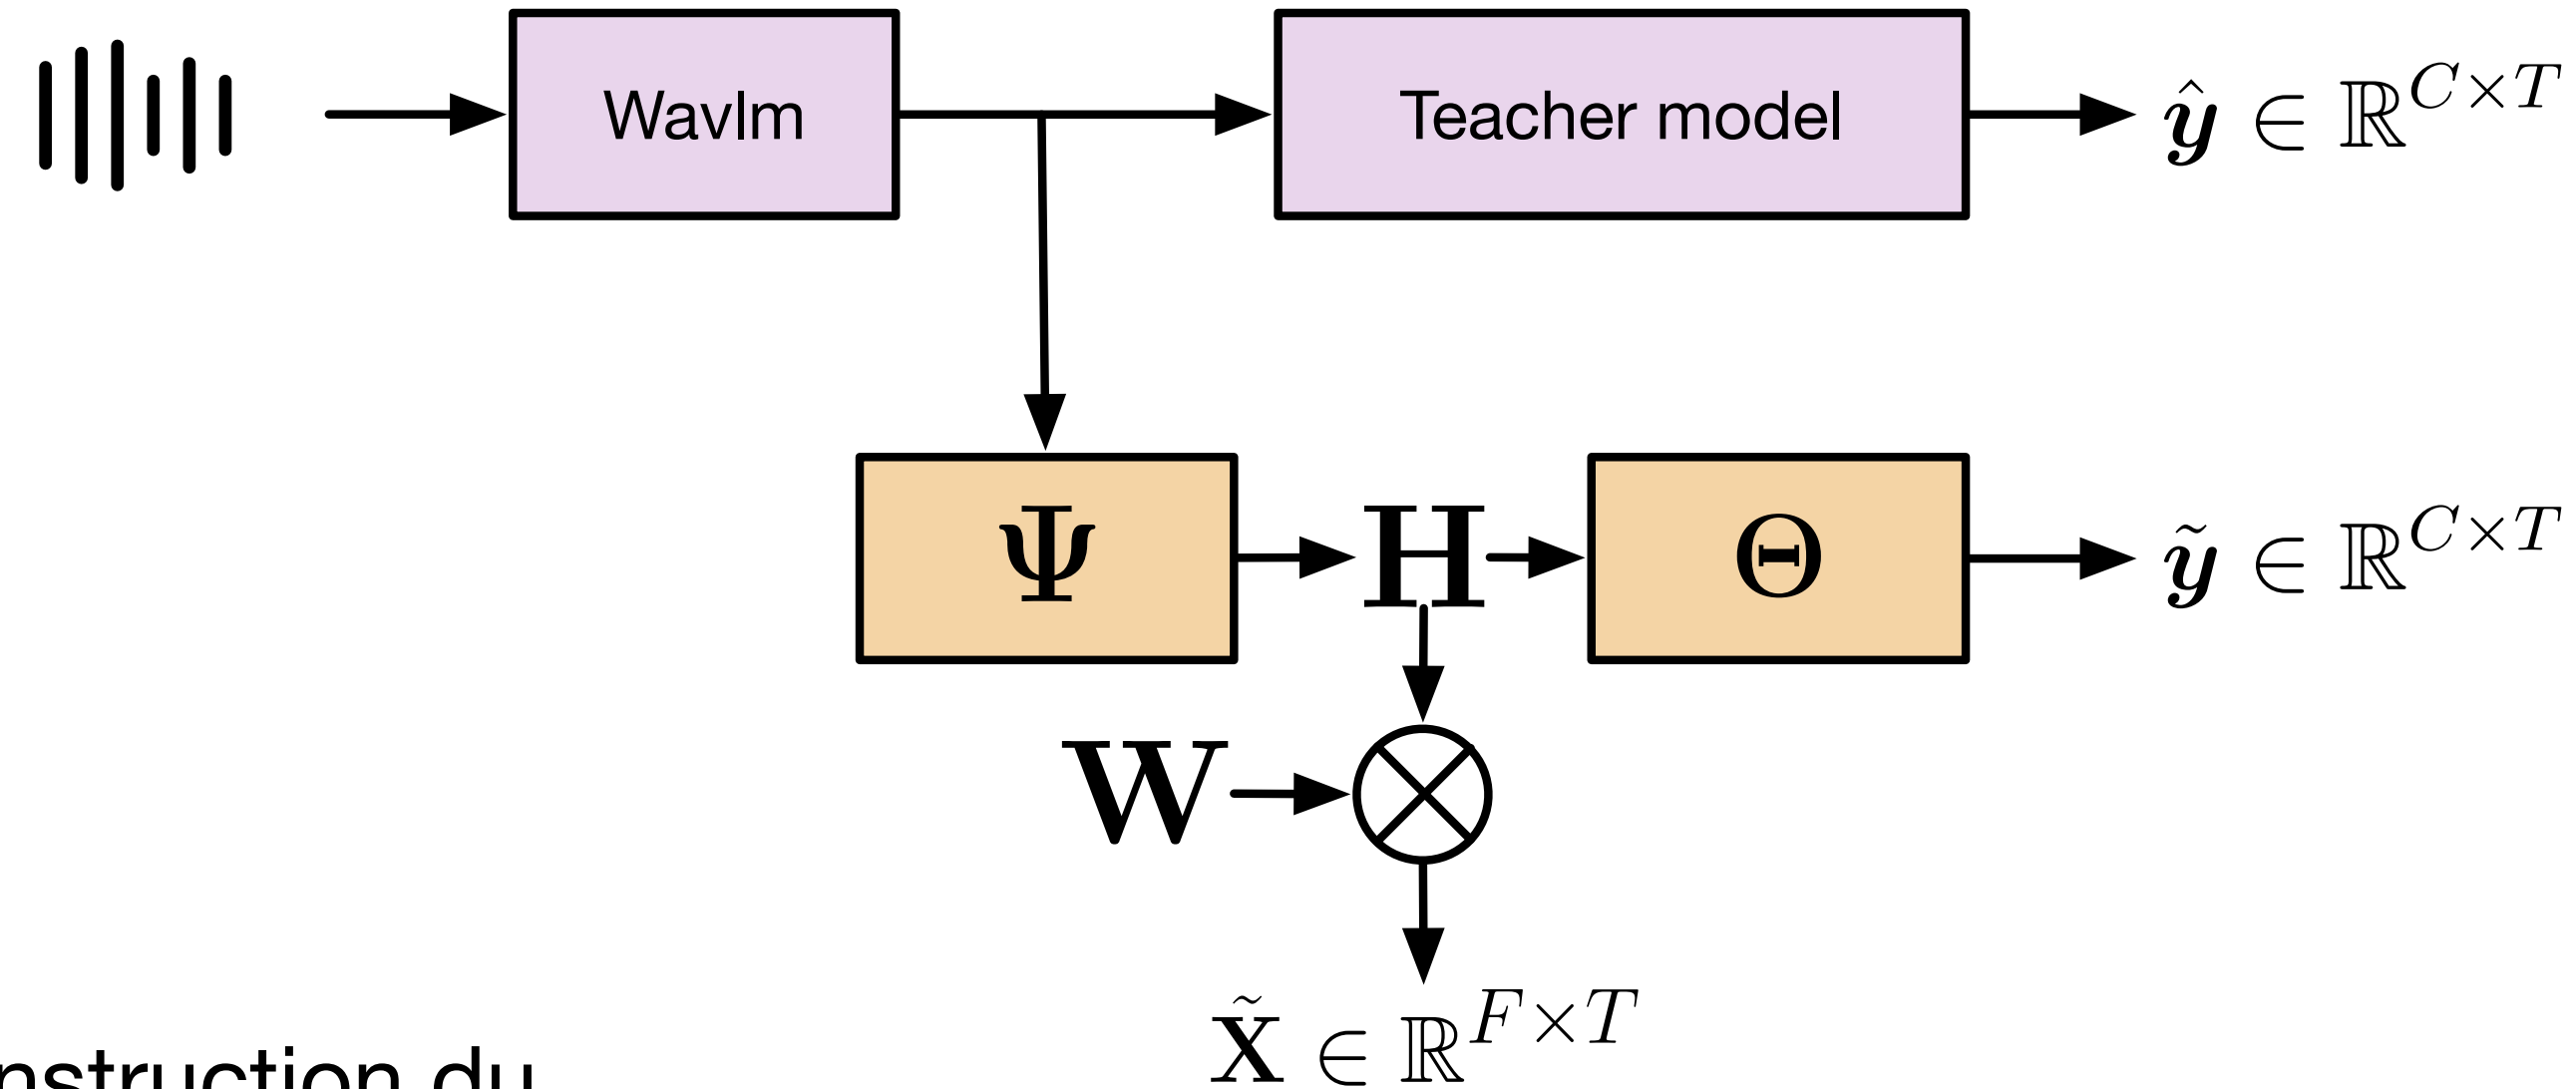 Wavlm
Teacher model
ŷ ∈ ℝ^{C×T}
Ψ
H
Θ
ỹ ∈ ℝ^{C×T}
W
X̃ ∈ ℝ^{F×T}
nstruction du